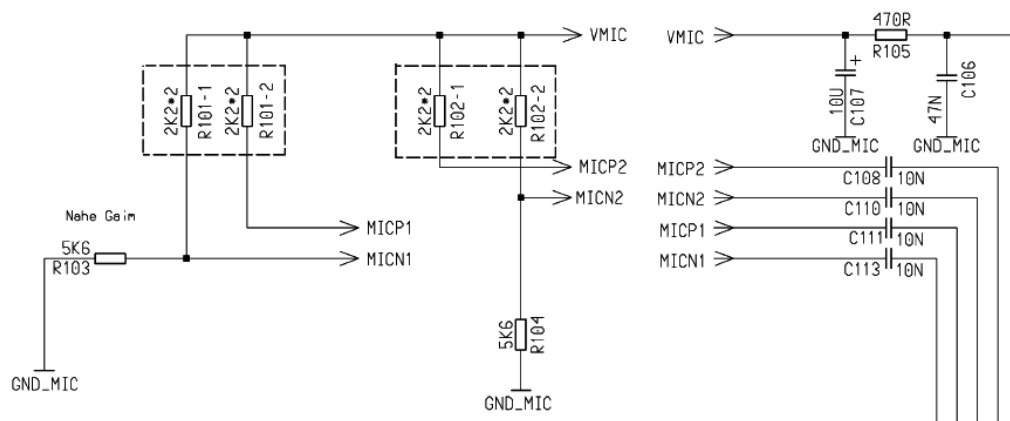 470R
VMIC
VMIC
R105
2K2*2
R101-1
2K2*2
R101-2
2K2*2
R102-1
2K2*2
R102-2
+
10U
C107
47N
C106
GND_MIC
GND_MIC
MICP2
MICP2
C108
10N
MICN2
MICN2
C110
10N
Nahe Gaim
MICP1
MICP1
C111
10N
5K6
R103
MICN1
MICN1
C113
10N
5K6
R104
GND_MIC
GND_MIC